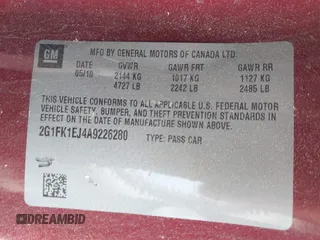 GM
MFD BY GENERAL MOTORS OF CANADA LTD.
DATE GVWR GAWR FRT GAWR RR
05/10 2144 KG 1017 KG 1127 KG
4727 LB 2242 LB 2485 LB
THIS VEHICLE CONFORMS TO ALL APPLICABLE U.S. FEDERAL MOTOR
VEHICLE SAFETY, BUMPER, AND THEFT PREVENTION STANDARDS IN
EFFECT ON THE DATE OF MANUFACTURE SHOWN ABOVE.
2G1FK1EJ4A9226280 TYPE: PASS CAR
DREAMBID